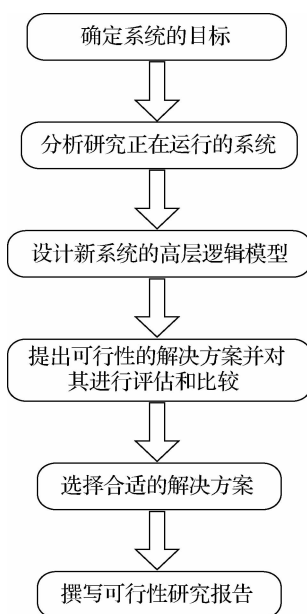 确定系统的目标
分析研究正在运行的系统
设计新系统的高层逻辑模型
提出可行性的解决方案并对
其进行评估和比较
选择合适的解决方案
撰写可行性研究报告